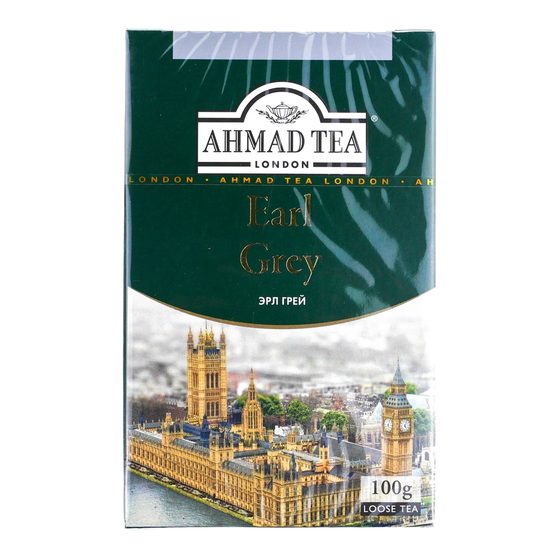 AHMAD TEA ®
LONDON
LONDON · AHMAD TEA LONDON · AH
Earl
Grey
ЭРЛ ГРЕЙ
100g
LOOSE TEA